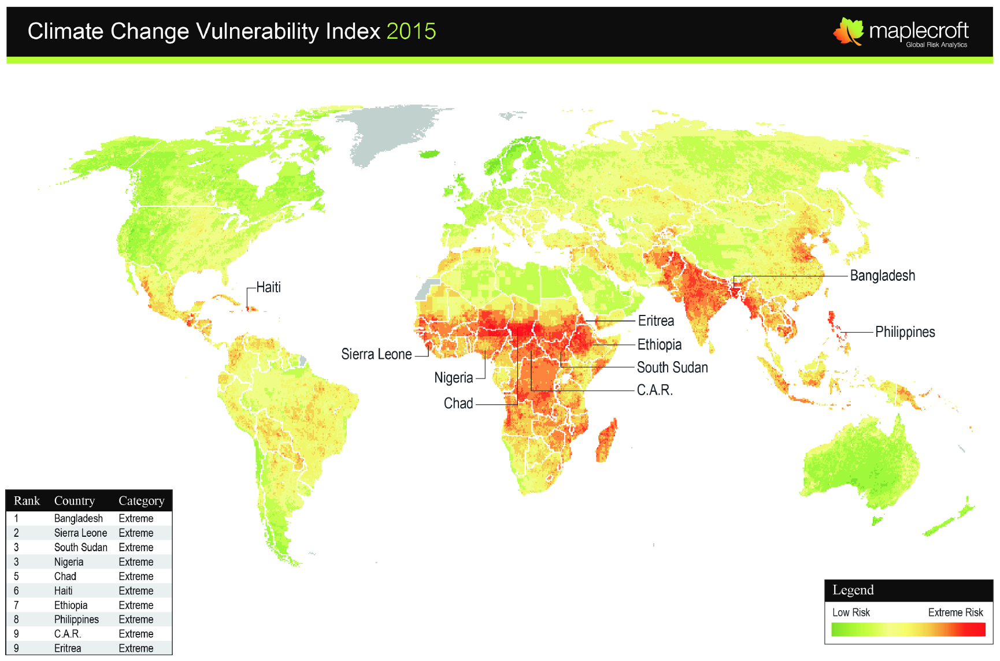 Climate Change Vulnerability Index 2015
maplecroft
Global Risk Analytics
Haiti
Bangladesh
Eritrea
Philippines
Ethiopia
Sierra Leone
South Sudan
Nigeria
C.A.R.
Chad
Rank Country Category
1 Bangladesh Extreme
2 Sierra Leone Extreme
3 South Sudan Extreme
3 Nigeria Extreme
5 Chad Extreme
6 Haiti Extreme
7 Ethiopia Extreme
8 Philippines Extreme
9 C.A.R. Extreme
9 Eritrea Extreme
Legend
Low Risk Extreme Risk